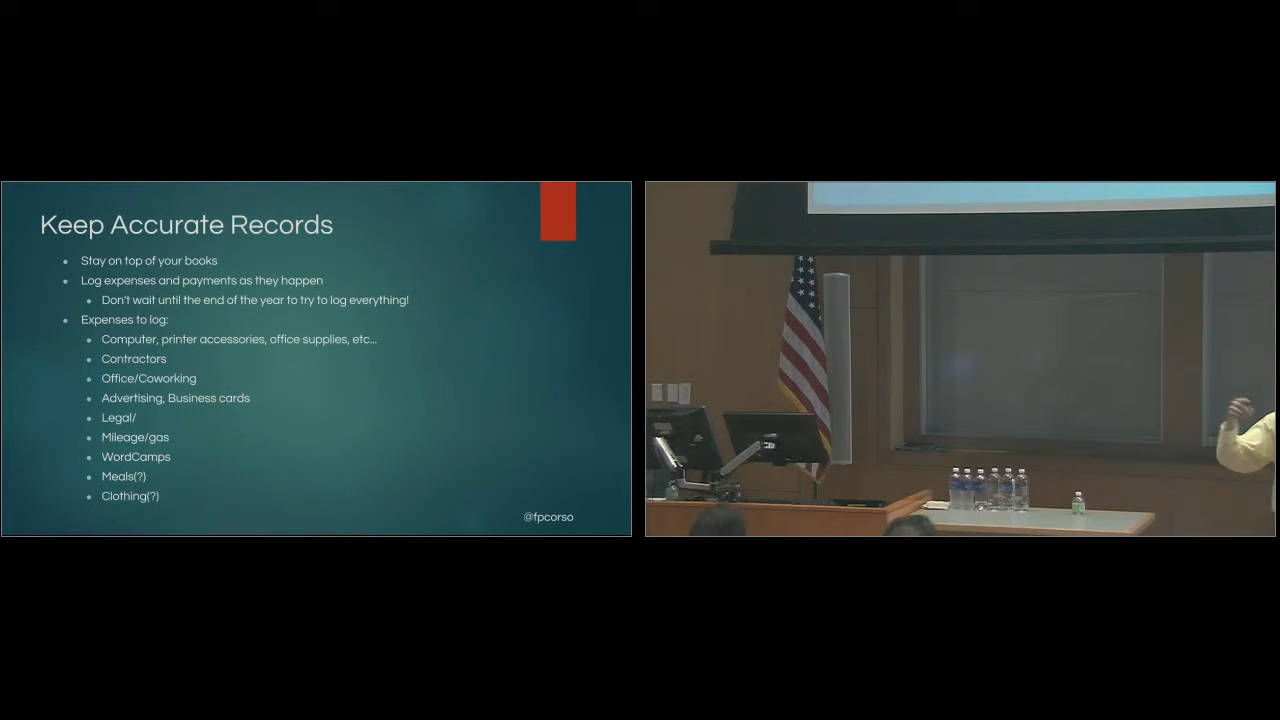 Keep Accurate Records
Stay on top of your books
Log expenses and payments as they happen
Don't wait until the end of the year to try to log everything!
Expenses to log:
Computer, printer accessories, office supplies, etc...
Contractors
Office/Coworking
Advertising, Business cards
Legal/
Mileage/gas
WordCamps
Meals(?)
Clothing(?)
@fpcorso